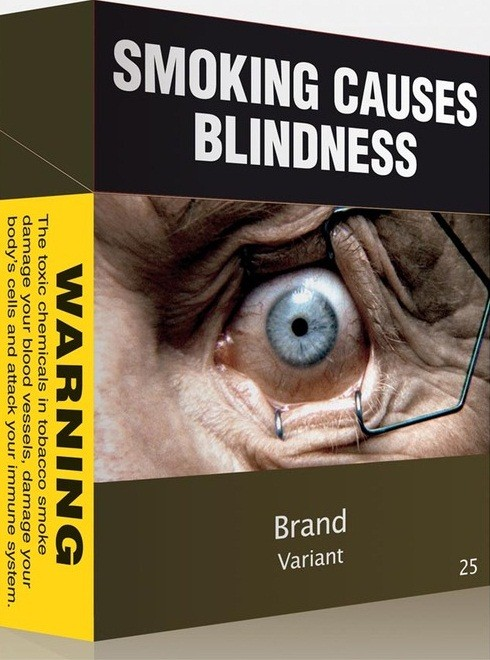 SMOKING CAUSES
BLINDNESS
WARNING
The toxic chemicals in tobacco smoke
damage your blood vessels, damage your
body's cells and attack your immune system.
Brand
Variant
25